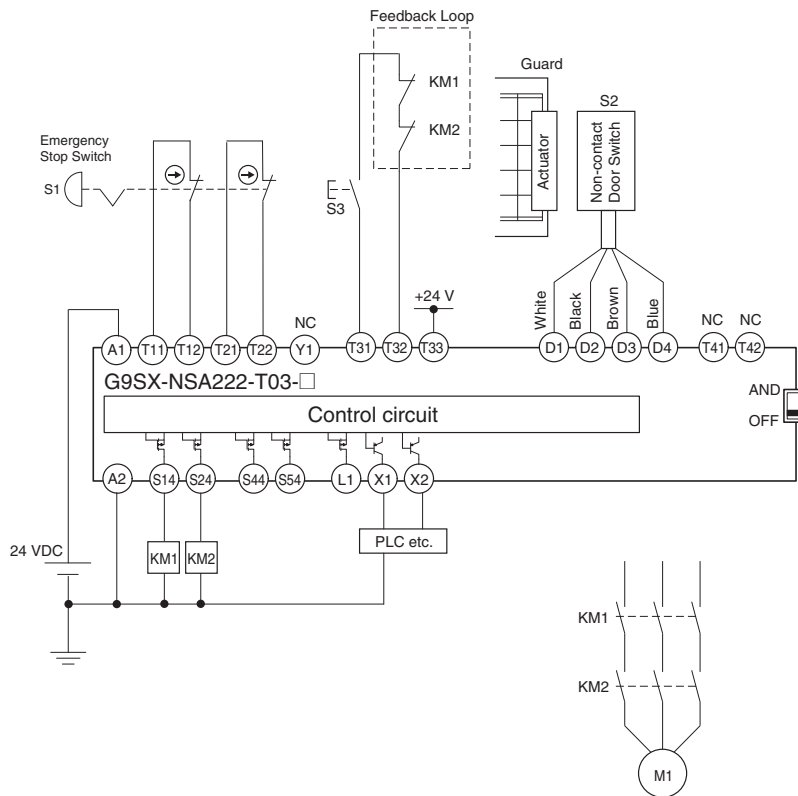 Feedback Loop
Guard
KM1
S2
KM2
Emergency
Stop Switch
S1
S3
Actuator
Non-contact
Door Switch
+24 V
White
Black
Brown
Blue
NC
NC
NC
A1
T11
T12
T21
T22
Y1
T31
T32
T33
D1
D2
D3
D4
T41
T42
G9SX-NSA222-T03-□
AND
OFF
Control circuit
A2
S14
S24
S44
S54
L1
X1
X2
24 VDC
KM1
KM2
PLC etc.
KM1
KM2
M1